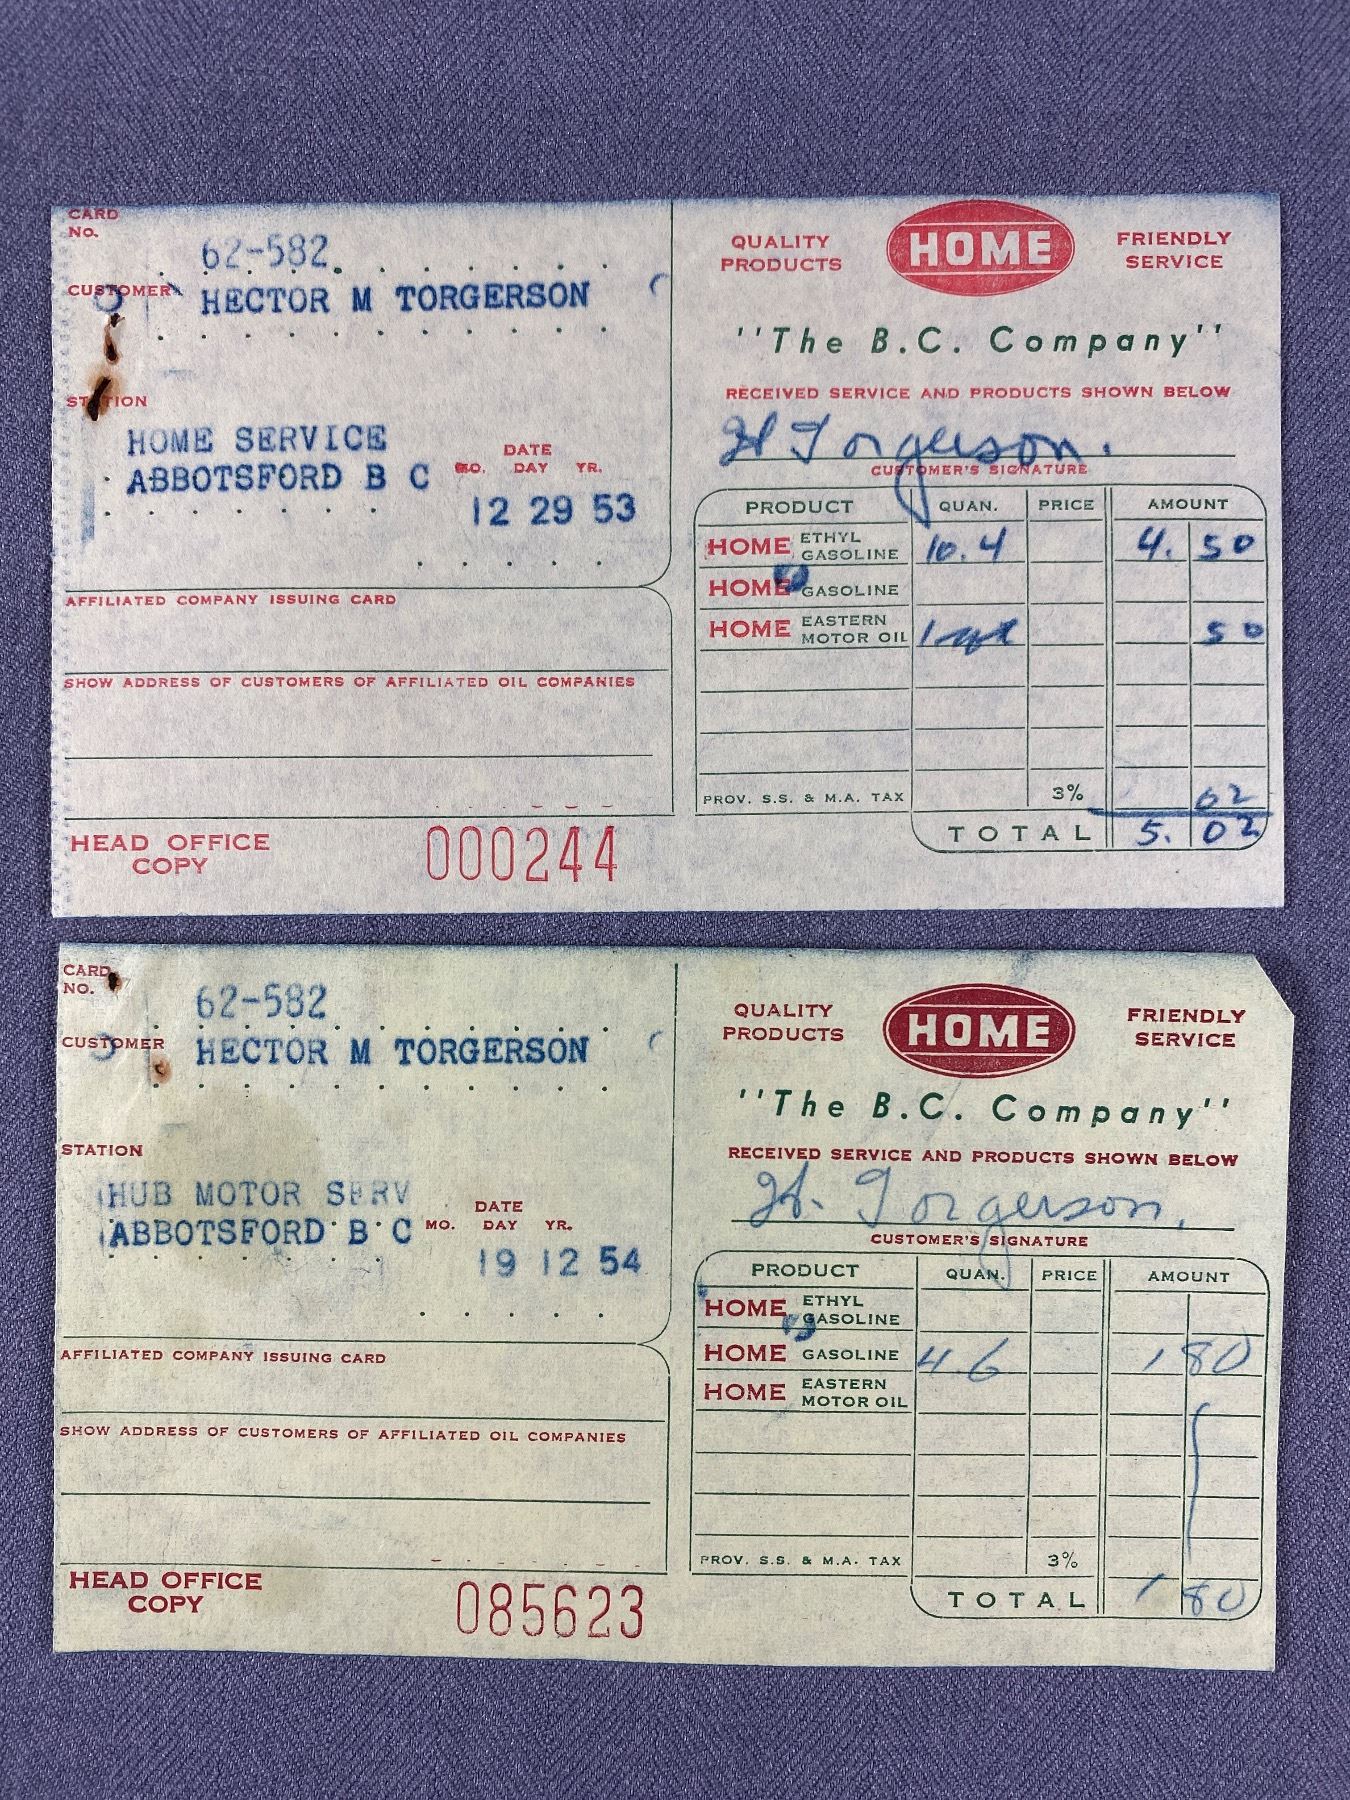 CARD
NO.
62-582
CUSTOMER
HECTOR M TORGERSON
STATION
HOME SERVICE
ABBOTSFORD B C
DATE
MO. DAY YR.
12 29 53
AFFILIATED COMPANY ISSUING CARD
SHOW ADDRESS OF CUSTOMERS OF AFFILIATED OIL COMPANIES
HEAD OFFICE
COPY
000244
QUALITY
PRODUCTS
HOME
FRIENDLY
SERVICE
''The B.C. Company''
RECEIVED SERVICE AND PRODUCTS SHOWN BELOW
H Torgerson.
CUSTOMER'S SIGNATURE
PRODUCT QUAN. PRICE AMOUNT
HOME ETHYL GASOLINE 10.4 4. 50
HOME GASOLINE
HOME EASTERN MOTOR OIL 1 50
PROV. S.S. & M.A. TAX 3% 02
TOTAL 5. 02
CARD
NO.
62-582
CUSTOMER
HECTOR M TORGERSON
STATION
HUB MOTOR SERV
ABBOTSFORD B C
DATE
MO. DAY YR.
19 12 54
AFFILIATED COMPANY ISSUING CARD
SHOW ADDRESS OF CUSTOMERS OF AFFILIATED OIL COMPANIES
HEAD OFFICE
COPY
085623
QUALITY
PRODUCTS
HOME
FRIENDLY
SERVICE
''The B.C. Company''
RECEIVED SERVICE AND PRODUCTS SHOWN BELOW
H. Torgerson.
CUSTOMER'S SIGNATURE
PRODUCT QUAN. PRICE AMOUNT
HOME ETHYL GASOLINE
HOME GASOLINE 4.6 1 80
HOME EASTERN MOTOR OIL
PROV. S.S. & M.A. TAX 3%
TOTAL 1 80